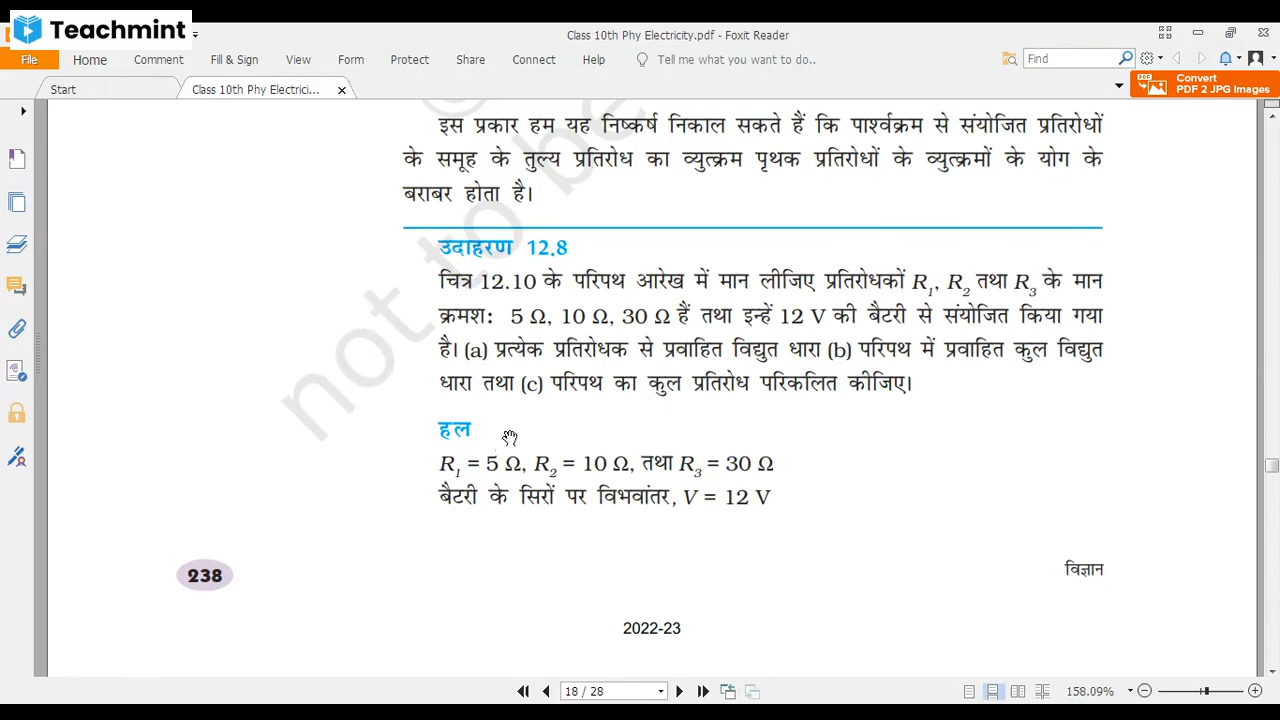 Teachmint
Class 10th Phy Electricity.pdf - Foxit Reader
File Home Comment Fill & Sign View Form Protect Share Connect Help Tell me what you want to do.. Find
Start Class 10th Phy Electrici... x
Convert
PDF 2 JPG Images
इस प्रकार हम यह निष्कर्ष निकाल सकते हैं कि पार्श्वक्रम से संयोजित प्रतिरोधों
के समूह के तुल्य प्रतिरोध का व्युत्क्रम पृथक प्रतिरोधों के व्युत्क्रमों के योग के
बराबर होता है।
उदाहरण 12.8
चित्र 12.10 के परिपथ आरेख में मान लीजिए प्रतिरोधकों R1, R2 तथा R3 के मान
क्रमश: 5 Ω, 10 Ω, 30 Ω हैं तथा इन्हें 12 V की बैटरी से संयोजित किया गया
है। (a) प्रत्येक प्रतिरोधक से प्रवाहित विद्युत धारा (b) परिपथ में प्रवाहित कुल विद्युत
धारा तथा (c) परिपथ का कुल प्रतिरोध परिकलित कीजिए।
हल
R1 = 5 Ω, R2 = 10 Ω, तथा R3 = 30 Ω
बैटरी के सिरों पर विभवांतर, V = 12 V
not to be
238
विज्ञान
2022-23
18 / 28
158.09%